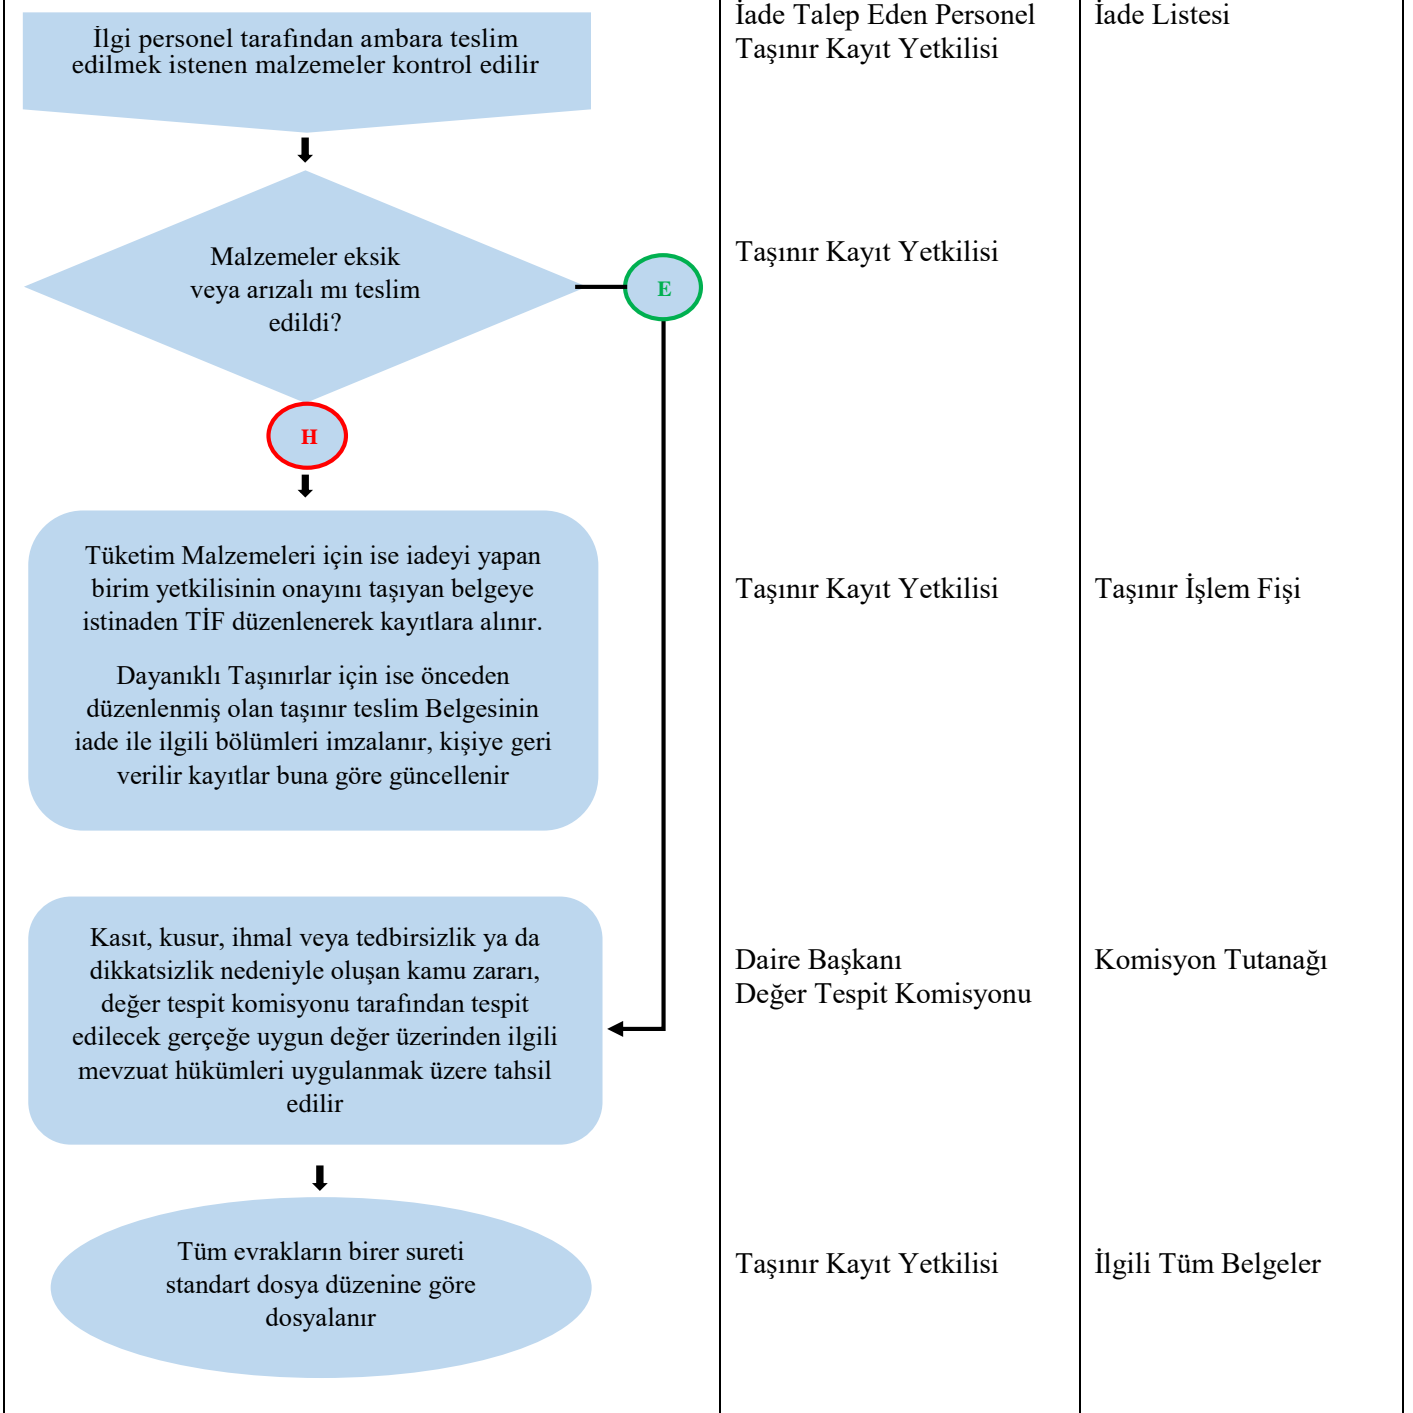 İlgi personel tarafından ambara teslim
edilmek istenen malzemeler kontrol edilir
İade Talep Eden Personel
Taşınır Kayıt Yetkilisi
İade Listesi
Malzemeler eksik
veya arızalı mı teslim
edildi?
E
Taşınır Kayıt Yetkilisi
H
Tüketim Malzemeleri için ise iadeyi yapan
birim yetkilisinin onayını taşıyan belgeye
istinaden TİF düzenlenerek kayıtlara alınır.
Dayanıklı Taşınırlar için ise önceden
düzenlenmiş olan taşınır teslim Belgesinin
iade ile ilgili bölümleri imzalanır, kişiye geri
verilir kayıtlar buna göre güncellenir
Taşınır Kayıt Yetkilisi
Taşınır İşlem Fişi
Kasıt, kusur, ihmal veya tedbirsizlik ya da
dikkatsizlik nedeniyle oluşan kamu zararı,
değer tespit komisyonu tarafından tespit
edilecek gerçeğe uygun değer üzerinden ilgili
mevzuat hükümleri uygulanmak üzere tahsil
edilir
Daire Başkanı
Değer Tespit Komisyonu
Komisyon Tutanağı
Tüm evrakların birer sureti
standart dosya düzenine göre
dosyalanır
Taşınır Kayıt Yetkilisi
İlgili Tüm Belgeler